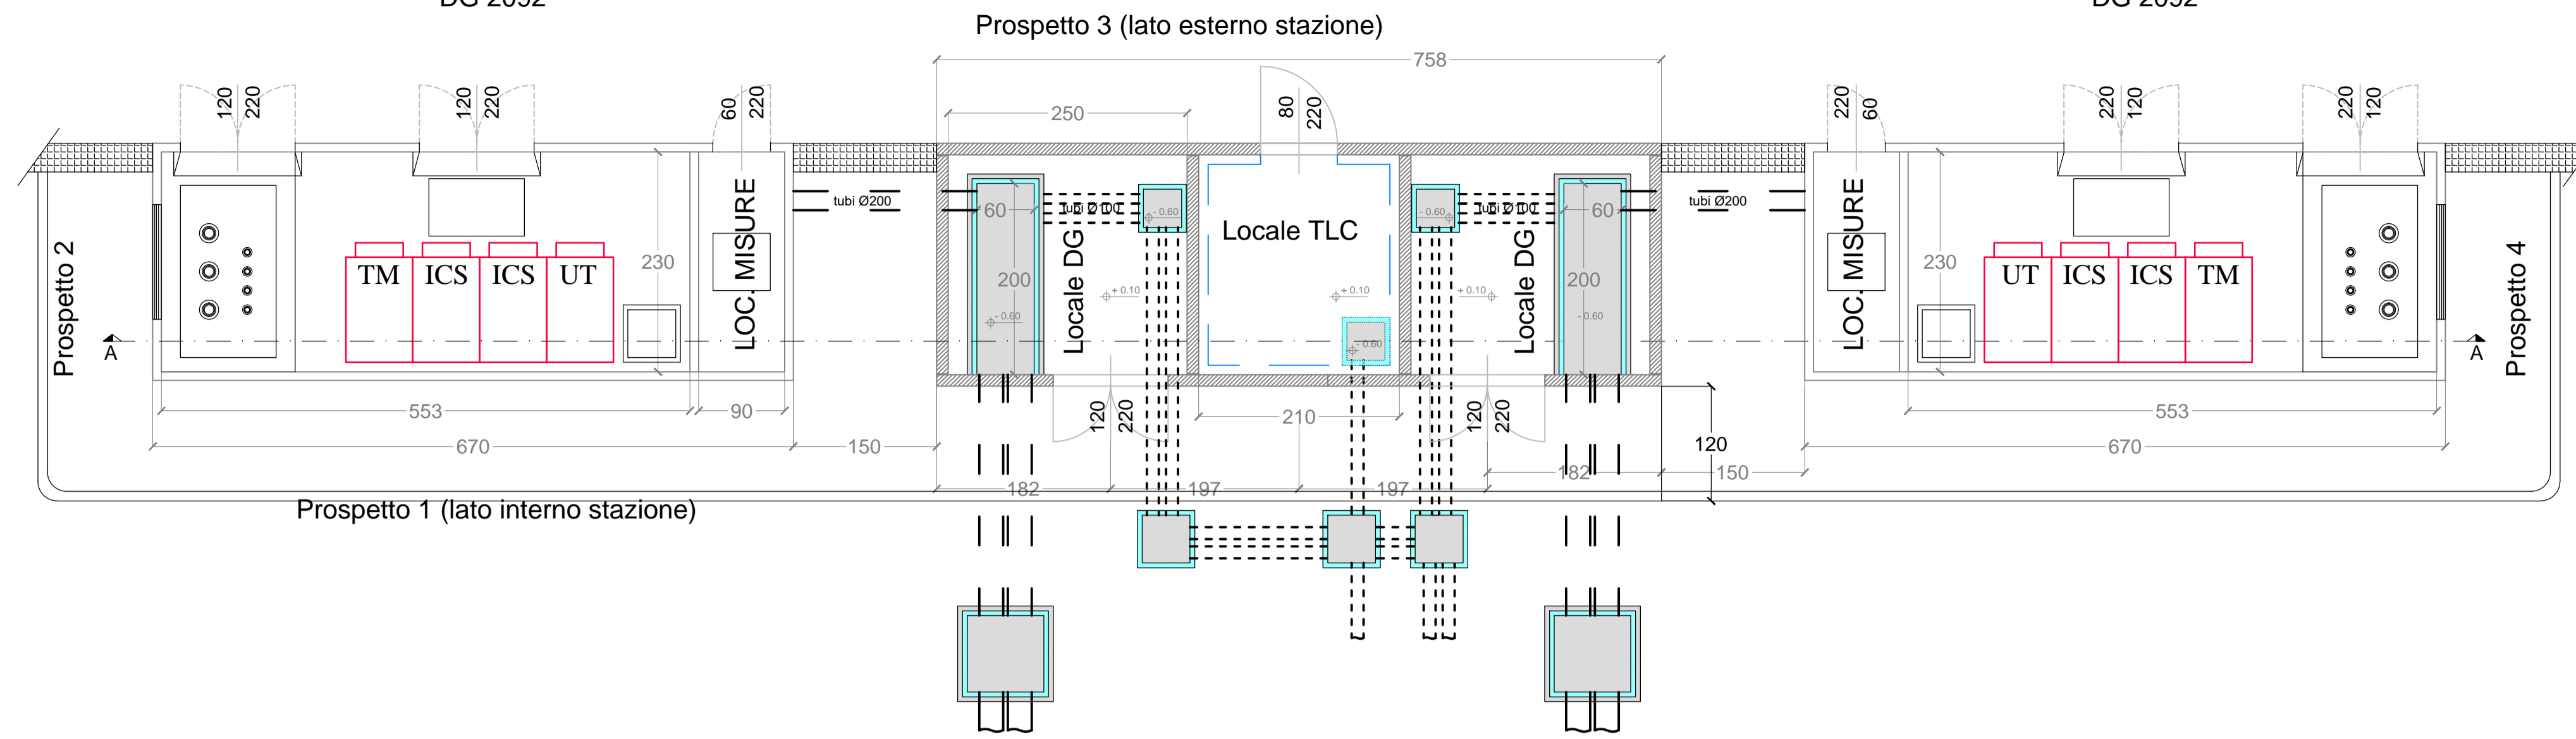 DG 2092
DG 2092
Prospetto 3 (lato esterno stazione)
758
250
120
220
120
220
60
220
80
220
220
60
220
120
220
120
tubi Ø200
60
tubi Ø100
- 0.60
Locale TLC
- 0.60
tubi Ø100
60
tubi Ø200
Prospetto 2
TM
ICS
ICS
UT
230
LOC. MISURE
200
Locale DG
+ 0.10
+ 0.10
+ 0.10
Locale DG
200
LOC. MISURE
230
UT
ICS
ICS
TM
Prospetto 4
- 0.60
- 0.60
- 0.60
A
A
553
90
120
220
210
120
220
553
670
150
120
670
182
197
197
182
150
Prospetto 1 (lato interno stazione)